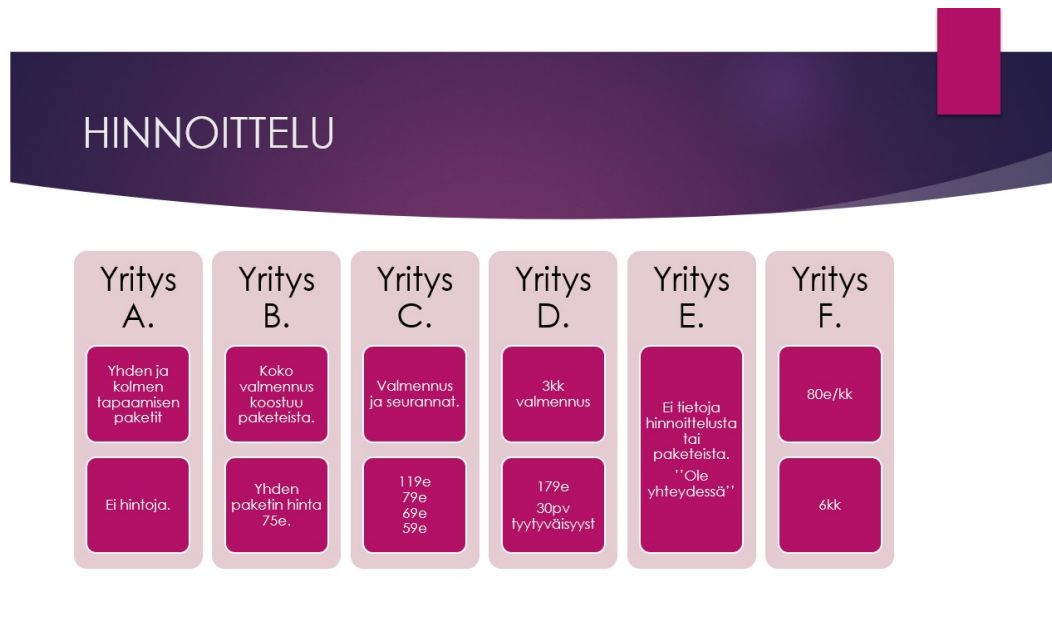 HINNOITTELU
Yritys
A.
Yhden ja
kolmen
tapaamisen
paketit
Ei hintoja.
Yritys
B.
Koko
valmennus
koostuu
paketeista.
Yhden
paketin hinta
75e.
Yritys
C.
Valmennus
ja seurannat.
119e
79e
69e
59e
Yritys
D.
3kk
valmennus
179e
30pv
tyytyväisyyst
Yritys
E.
Ei tietoja
hinnoittelusta
tai
paketeista.
''Ole
yhteydessä''
Yritys
F.
80e/kk
6kk